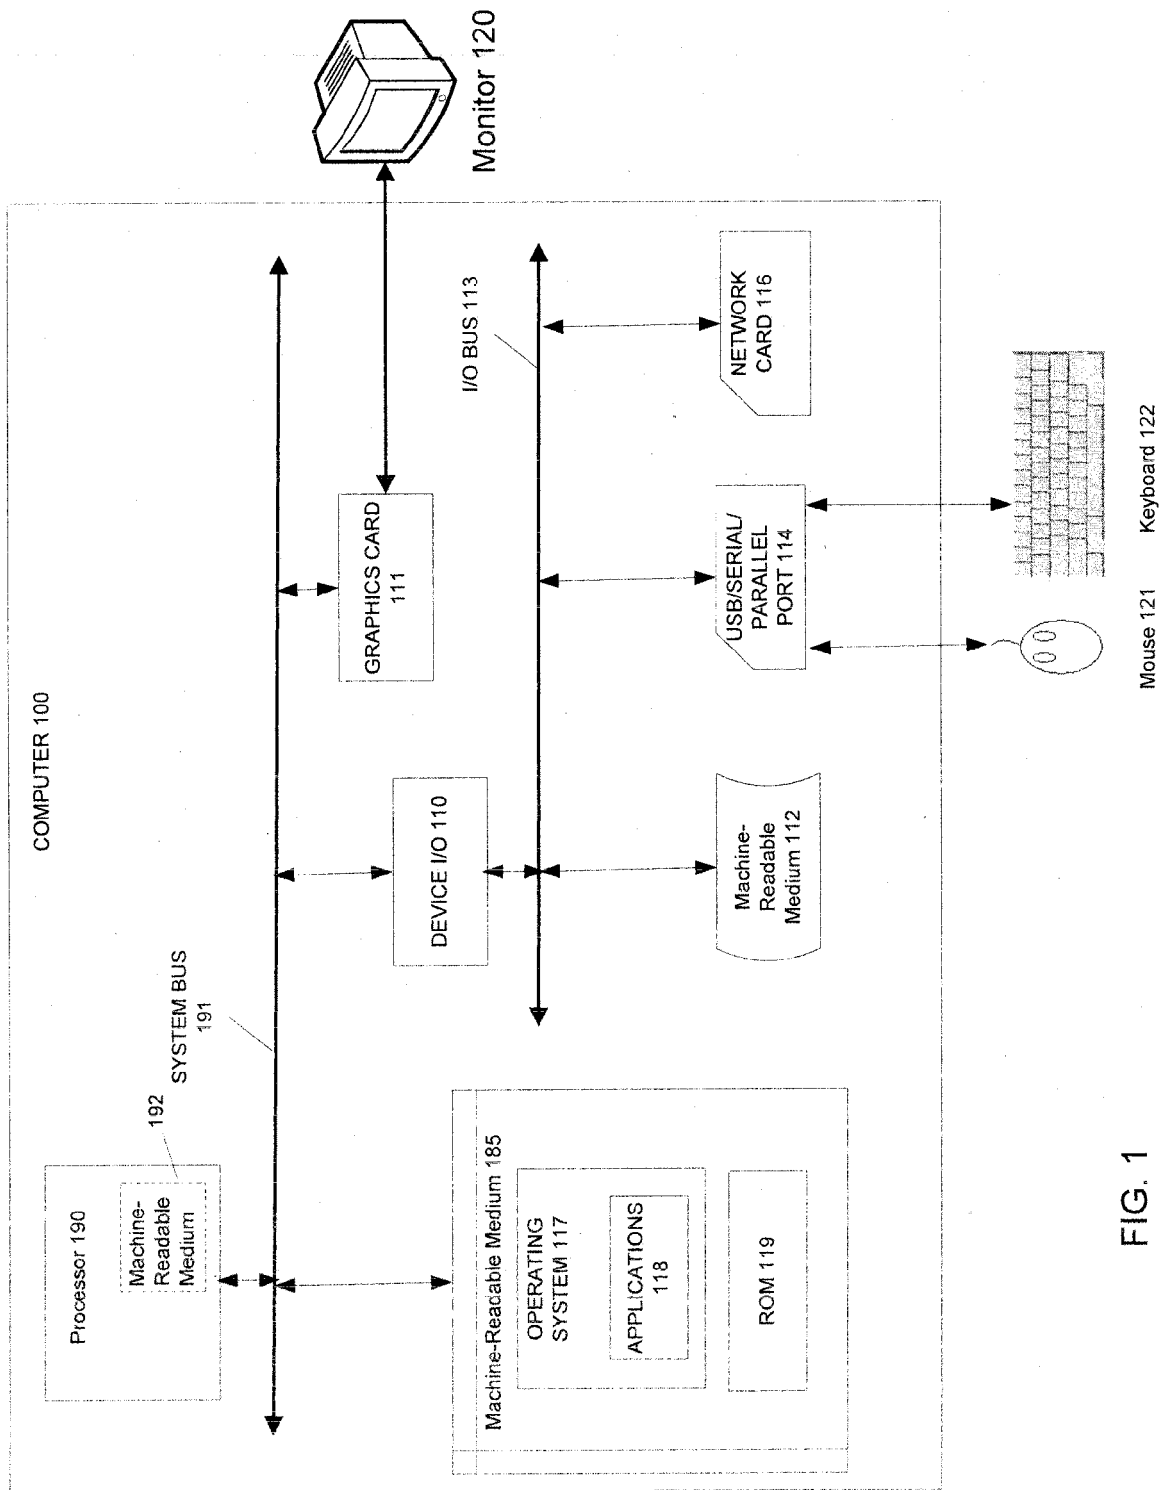 COMPUTER 100
Processor 190
Machine-
Readable
Medium
192
SYSTEM BUS
191
Machine-Readable Medium 185
OPERATING
SYSTEM 117
APPLICATIONS
118
ROM 119
DEVICE I/O 110
GRAPHICS CARD
111
Monitor 120
I/O BUS 113
Machine-
Readable
Medium 112
USB/SERIAL/
PARALLEL
PORT 114
NETWORK
CARD 116
Mouse 121
Keyboard 122
FIG. 1